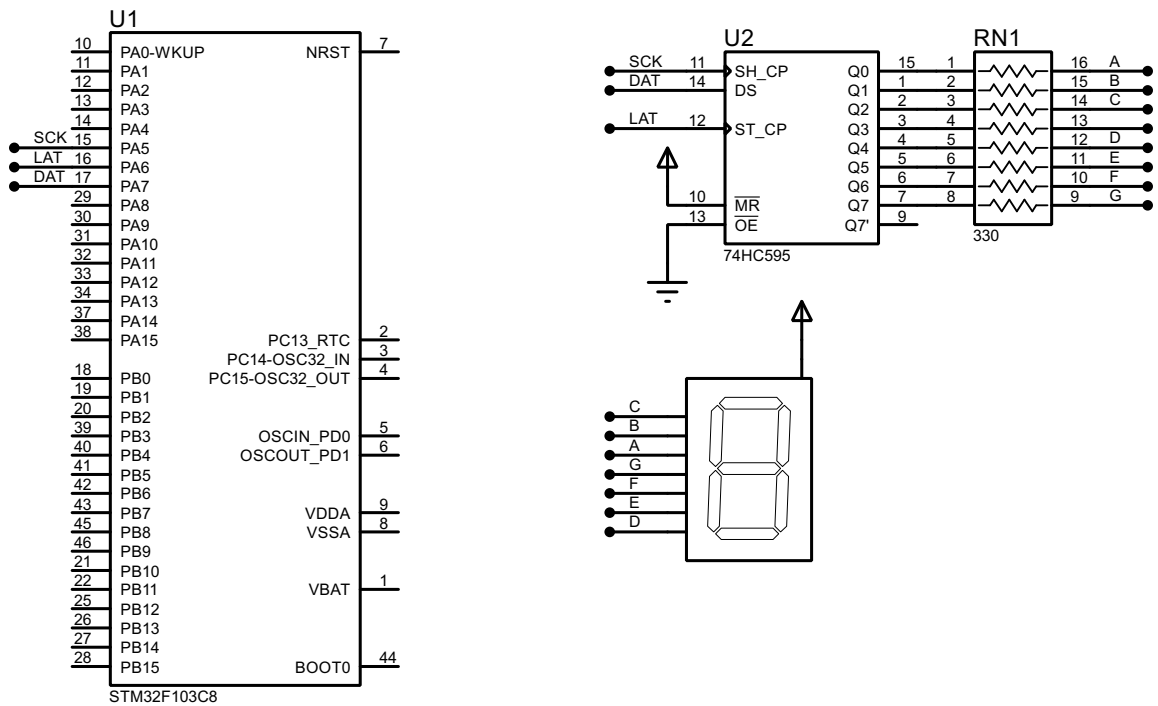 U1
10 PA0-WKUP NRST 7
11 PA1
12 PA2
13 PA3
14 PA4
SCK 15 PA5
LAT 16 PA6
DAT 17 PA7
29 PA8
30 PA9
31 PA10
32 PA11
33 PA12
34 PA13
37 PA14
38 PA15 PC13_RTC 2
PC14-OSC32_IN 3
18 PB0 PC15-OSC32_OUT 4
19 PB1
20 PB2
39 PB3 OSCIN_PD0 5
40 PB4 OSCOUT_PD1 6
41 PB5
42 PB6
43 PB7 VDDA 9
45 PB8 VSSA 8
46 PB9
21 PB10
22 PB11 VBAT 1
25 PB12
26 PB13
27 PB14
28 PB15 BOOT0 44
STM32F103C8
U2 RN1
SCK 11 SH_CP Q0 15 1 16 A
DAT 14 DS Q1 1 2 15 B
Q2 2 3 14 C
LAT 12 ST_CP Q3 3 4 13
Q4 4 5 12 D
Q5 5 6 11 E
Q6 6 7 10 F
10 MR Q7 7 8 9 G
13 OE Q7' 9
74HC595 330
C
B
A
G
F
E
D